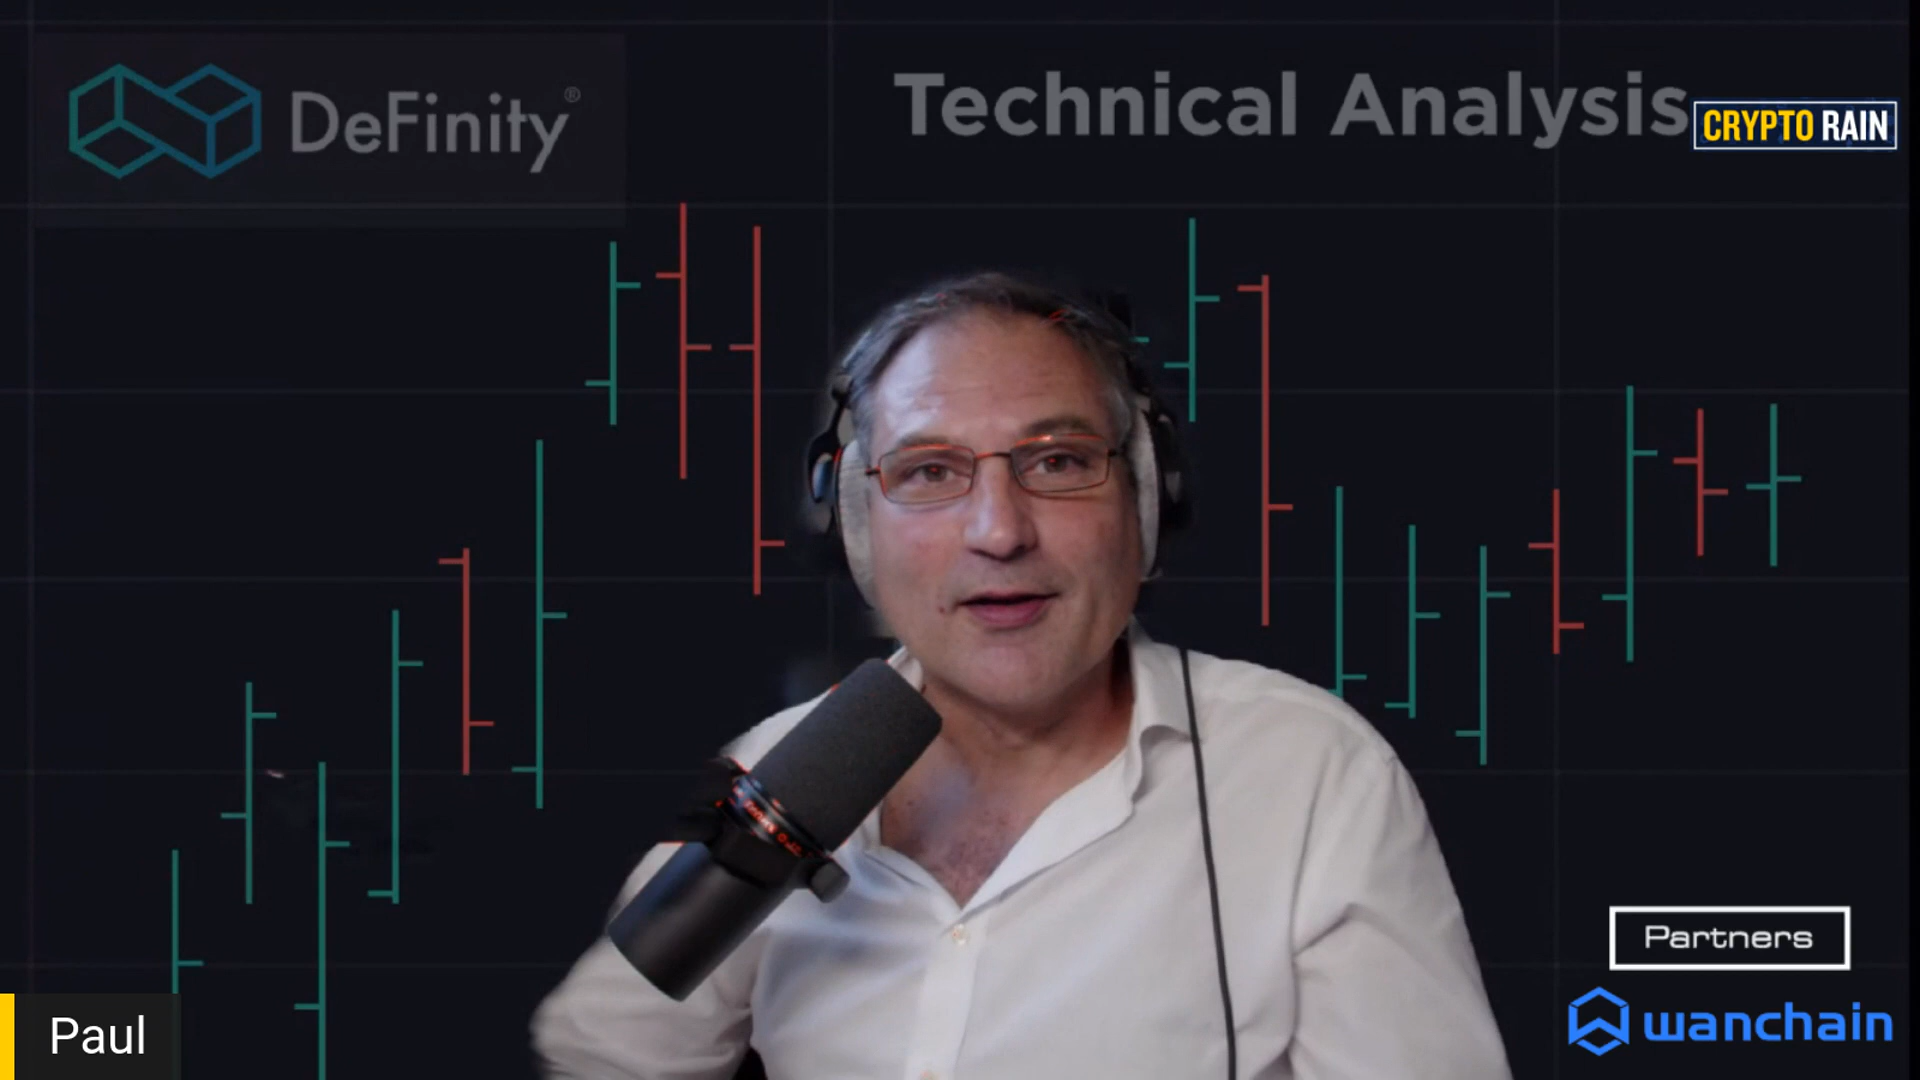 DeFinity®
Technical Analysis
CRYPTO RAIN
Partners
wanchain
Paul